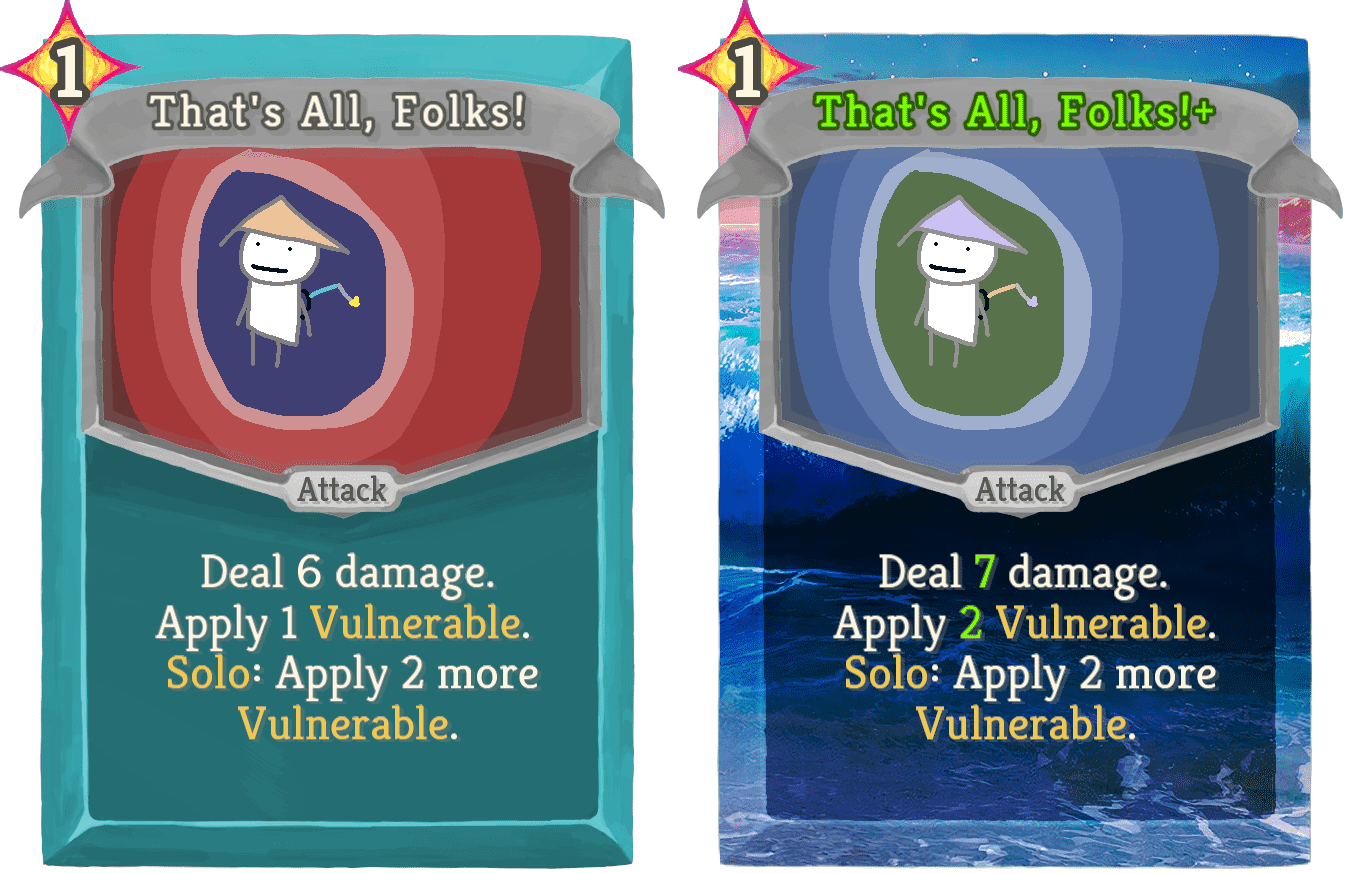 1
That's All, Folks!
Attack
Deal 6 damage.
Apply 1 Vulnerable.
Solo: Apply 2 more
Vulnerable.
1
That's All, Folks!+
Attack
Deal 7 damage.
Apply 2 Vulnerable.
Solo: Apply 2 more
Vulnerable.